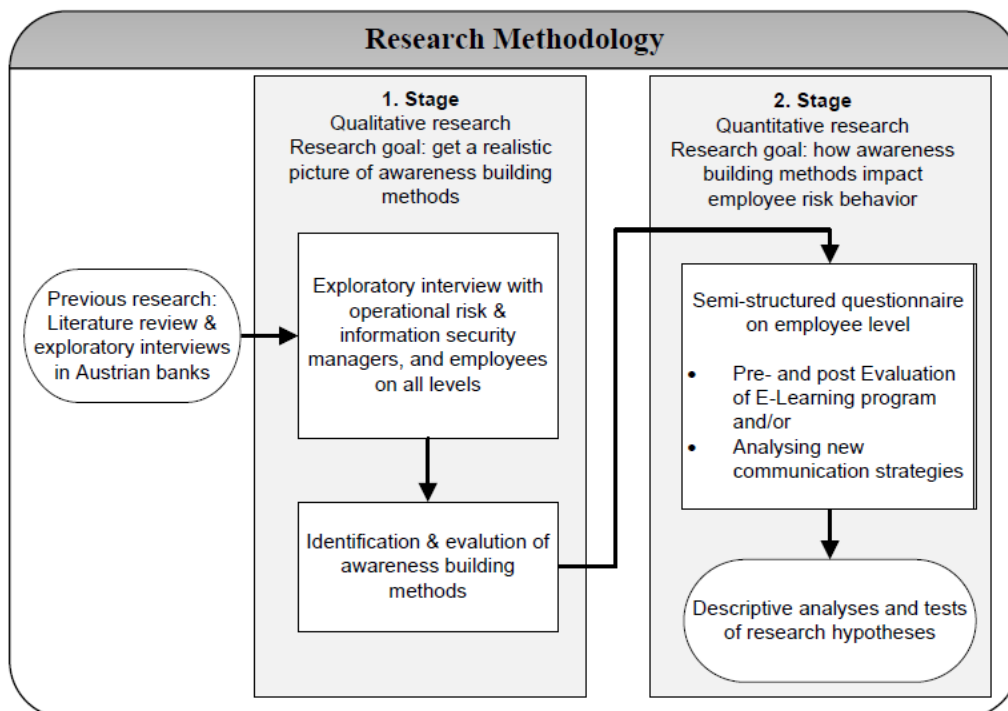 Research Methodology
1. Stage
Qualitative research
Research goal: get a realistic
picture of awareness building
methods
2. Stage
Quantitative research
Research goal: how awareness
building methods impact
employee risk behavior
Previous research:
Literature review &
exploratory interviews
in Austrian banks
Exploratory interview with
operational risk &
information security
managers, and employees
on all levels
Identification & evalution of
awareness building
methods
Semi-structured questionnaire
on employee level
• Pre- and post Evaluation
of E-Learning program
and/or
• Analysing new
communication strategies
Descriptive analyses and tests
of research hypotheses